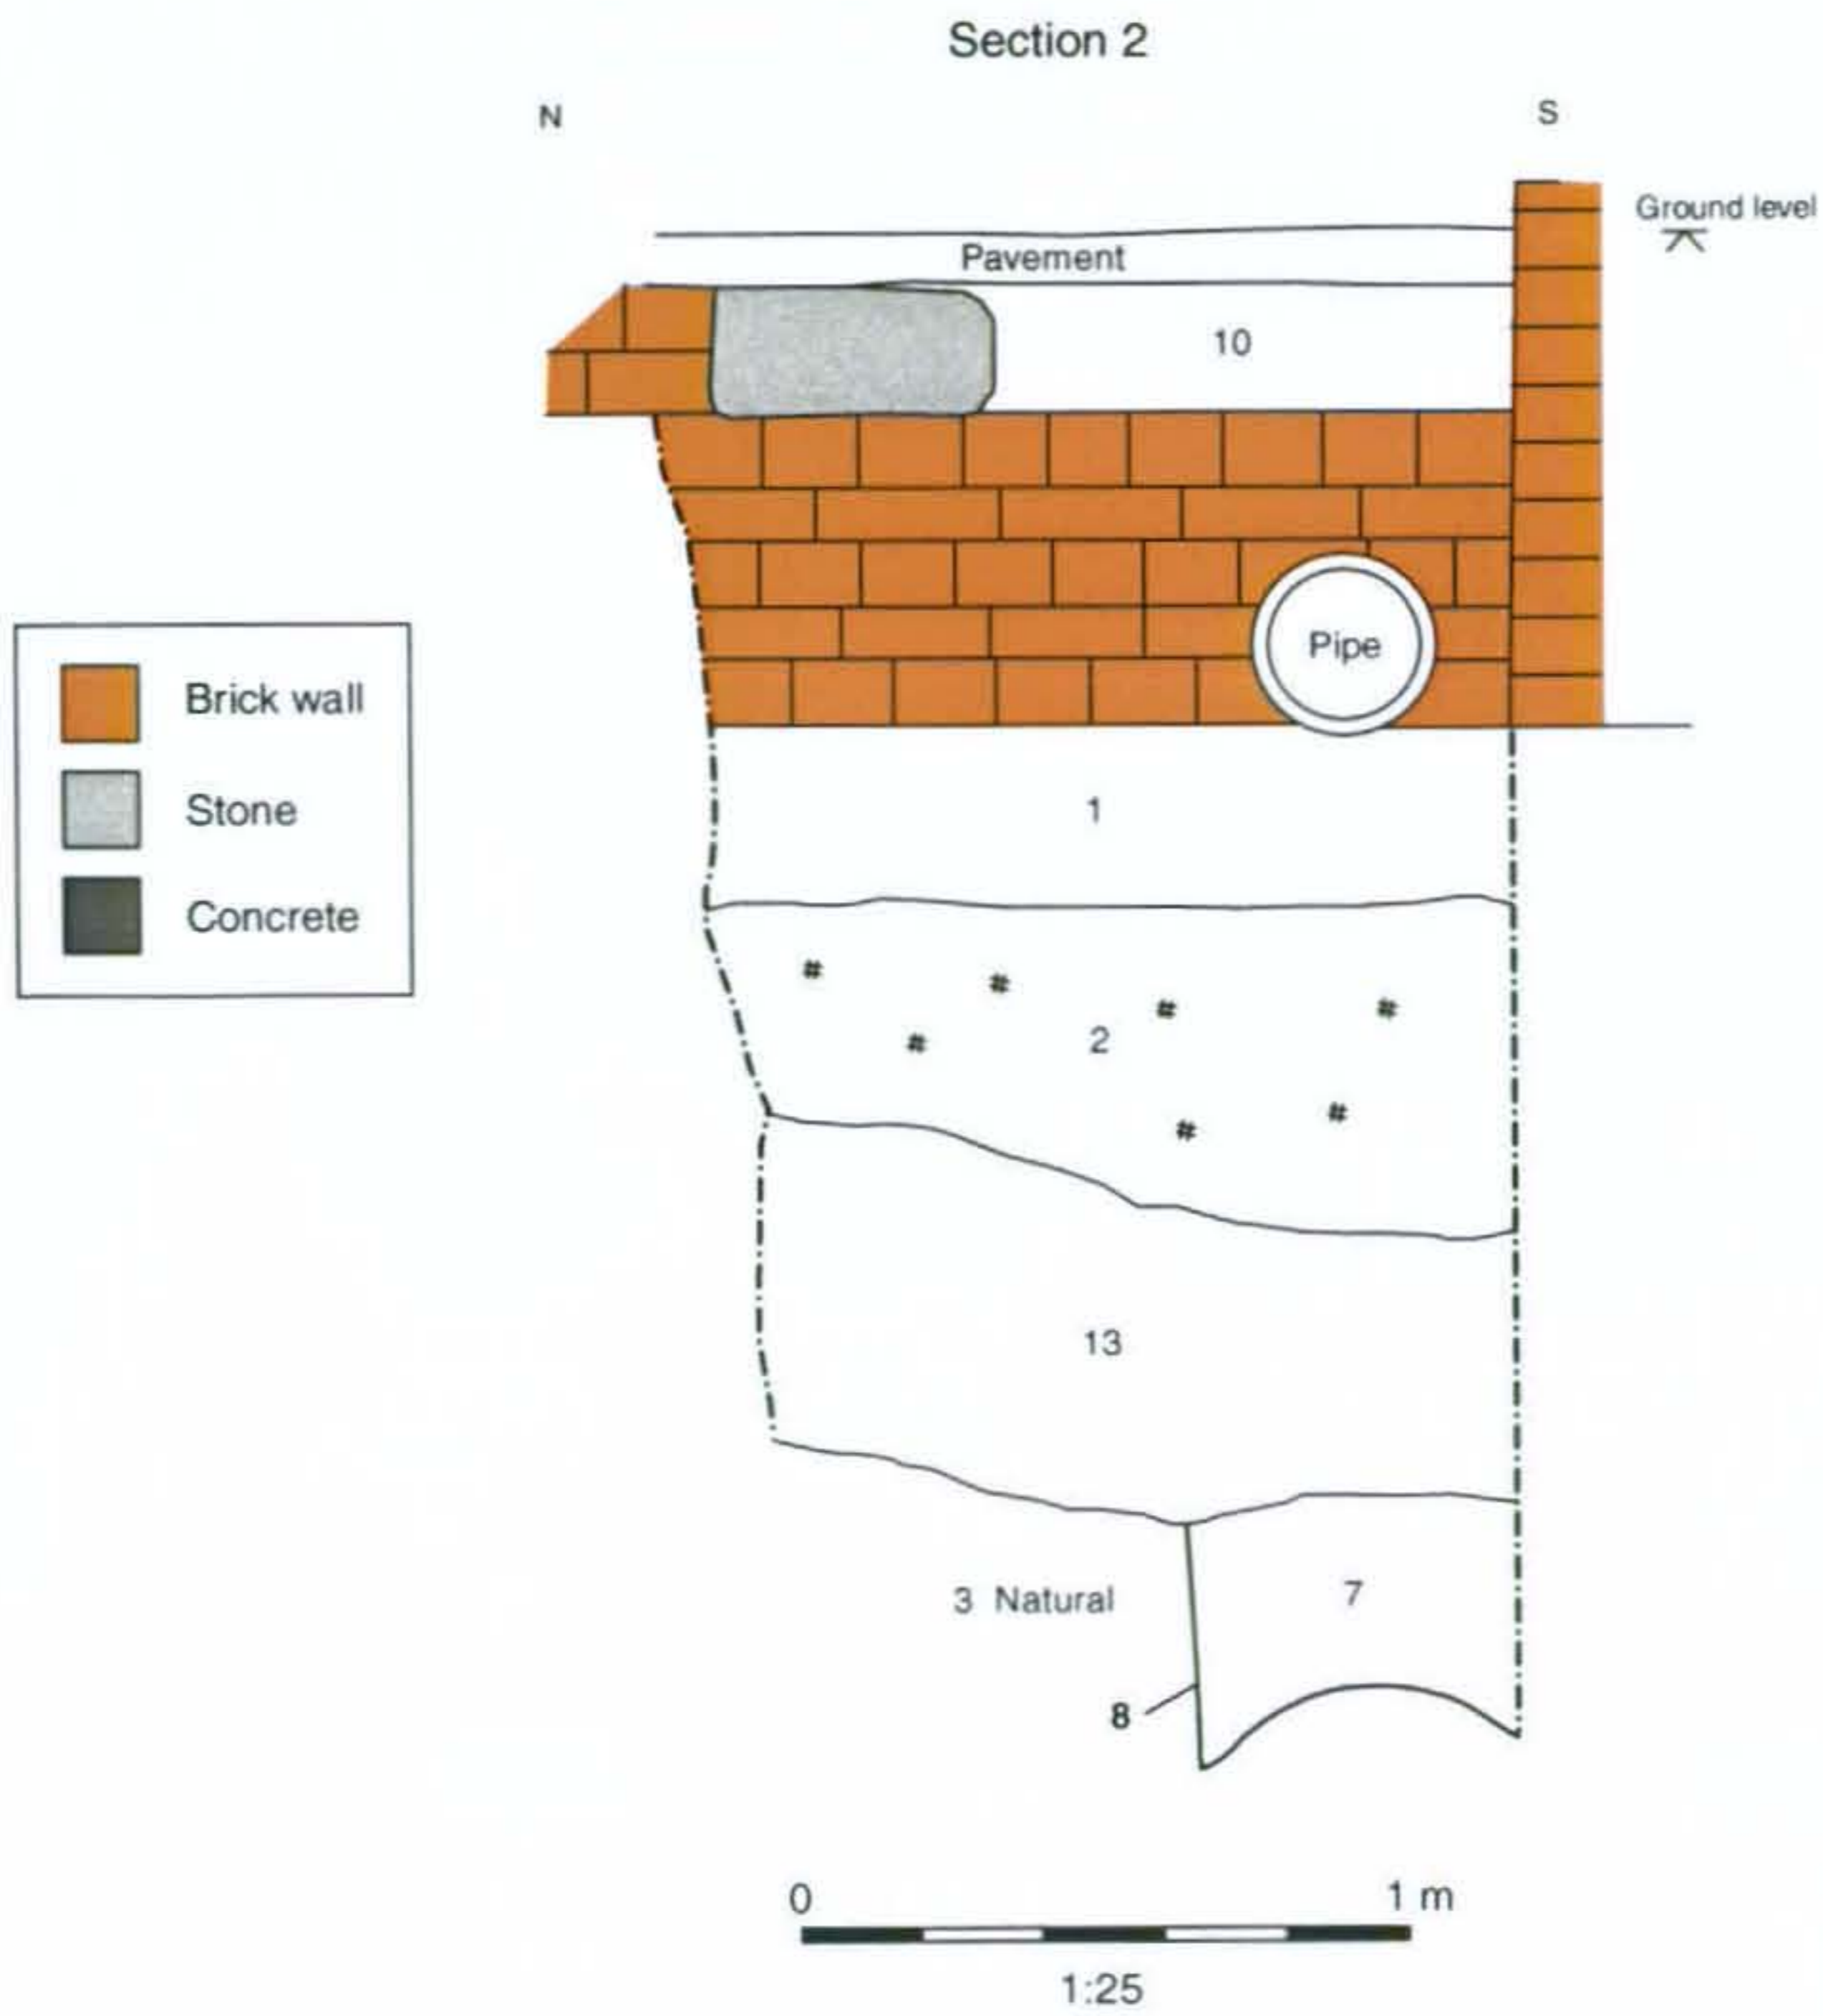 Section 2
N
S
Ground level
Pavement
10
Pipe
Brick wall
Stone
Concrete
1
# # # #
# 2
# #
13
3 Natural
7
8
0 1 m
1:25